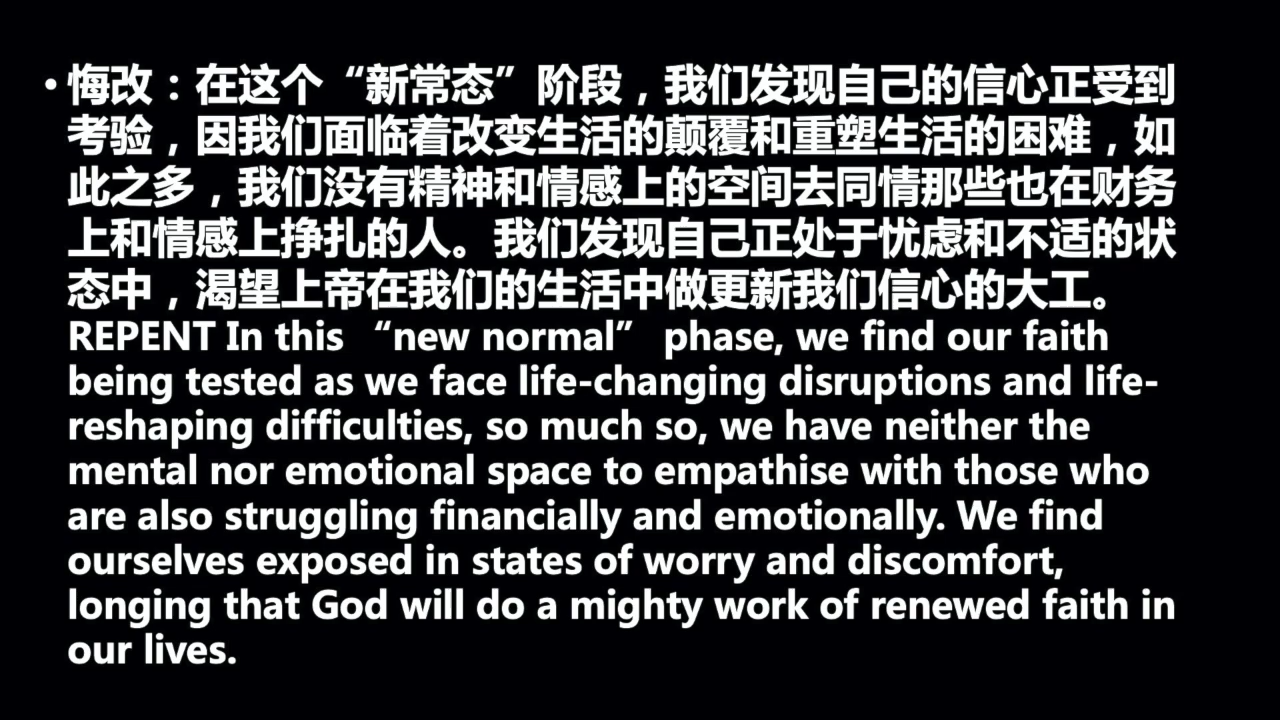 • 悔改：在这个“新常态”阶段，我们发现自己的信心正受到
考验，因我们面临着改变生活的颠覆和重塑生活的困难，如
此之多，我们没有精神和情感上的空间去同情那些也在财务
上和情感上挣扎的人。我们发现自己正处于忧虑和不适的状
态中，渴望上帝在我们的生活中做更新我们信心的大工。
REPENT In this “new normal” phase, we find our faith
being tested as we face life-changing disruptions and life-
reshaping difficulties, so much so, we have neither the
mental nor emotional space to empathise with those who
are also struggling financially and emotionally. We find
ourselves exposed in states of worry and discomfort,
longing that God will do a mighty work of renewed faith in
our lives.